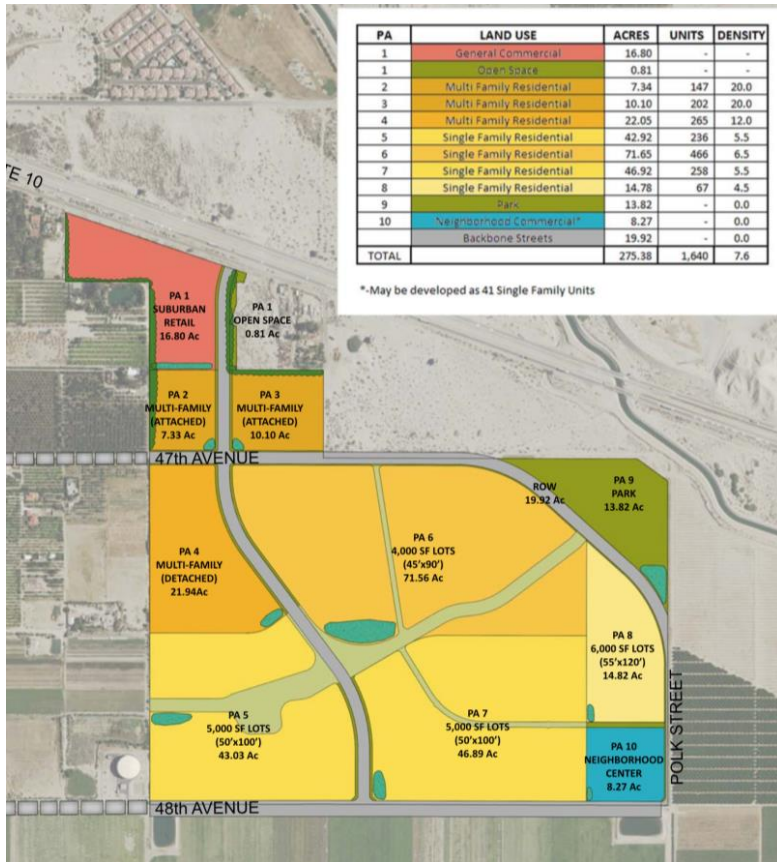 PA LAND USE ACRES UNITS DENSITY
1 General Commercial 16.80 - -
1 Open Space 0.81 - -
2 Multi Family Residential 7.34 147 20.0
3 Multi Family Residential 10.10 202 20.0
4 Multi Family Residential 22.05 265 12.0
5 Single Family Residential 42.92 236 5.5
6 Single Family Residential 71.65 466 6.5
7 Single Family Residential 46.92 258 5.5
8 Single Family Residential 14.78 67 4.5
9 Park 13.82 - 0.0
10 Neighborhood Commercial* 8.27 - 0.0
Backbone Streets 19.92 - 0.0
TOTAL 275.38 1,640 7.6
*-May be developed as 41 Single Family Units
TE 10
PA 1
SUBURBAN
RETAIL
16.80 Ac
PA 1
OPEN SPACE
0.81 Ac
PA 2
MULTI-FAMILY
(ATTACHED)
7.33 Ac
PA 3
MULTI-FAMILY
(ATTACHED)
10.10 Ac
47th AVENUE
ROW
19.92 Ac
PA 9
PARK
13.82 Ac
PA 4
MULTI-FAMILY
(DETACHED)
21.94Ac
PA 6
4,000 SF LOTS
(45'x90')
71.56 Ac
PA 8
6,000 SF LOTS
(55'x120')
14.82 Ac
PA 5
5,000 SF LOTS
(50'x100')
43.03 Ac
PA 7
5,000 SF LOTS
(50'x100')
46.89 Ac
PA 10
NEIGHBORHOOD
CENTER
8.27 Ac
POLK STREET
48th AVENUE